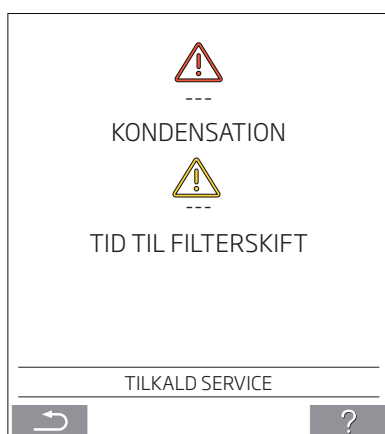 ---
KONDENSATION
---
TID TIL FILTERSKIFT
TILKALD SERVICE
?